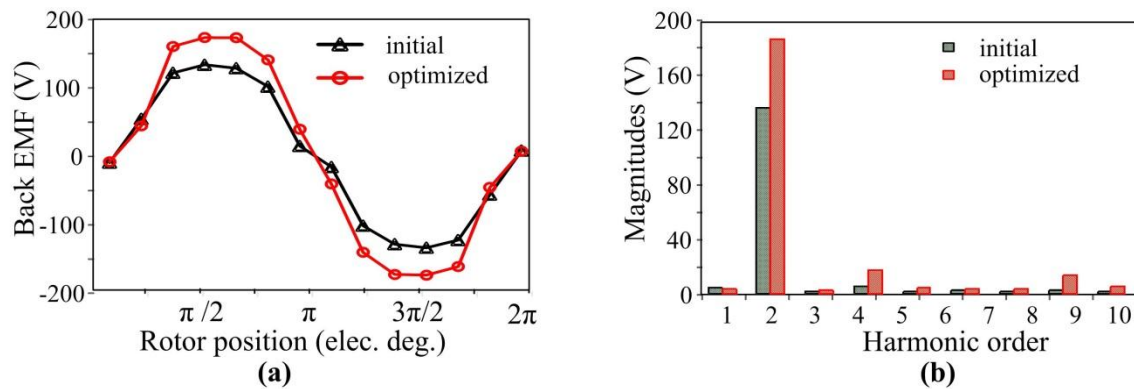 200
100
0
-100
-200
Back EMF (V)
initial
optimized
π /2
π
3π/2
2π
Rotor position (elec. deg.)
(a)
200
160
120
80
40
0
Magnitudes (V)
initial
optimized
1 2 3 4 5 6 7 8 9 10
Harmonic order
(b)